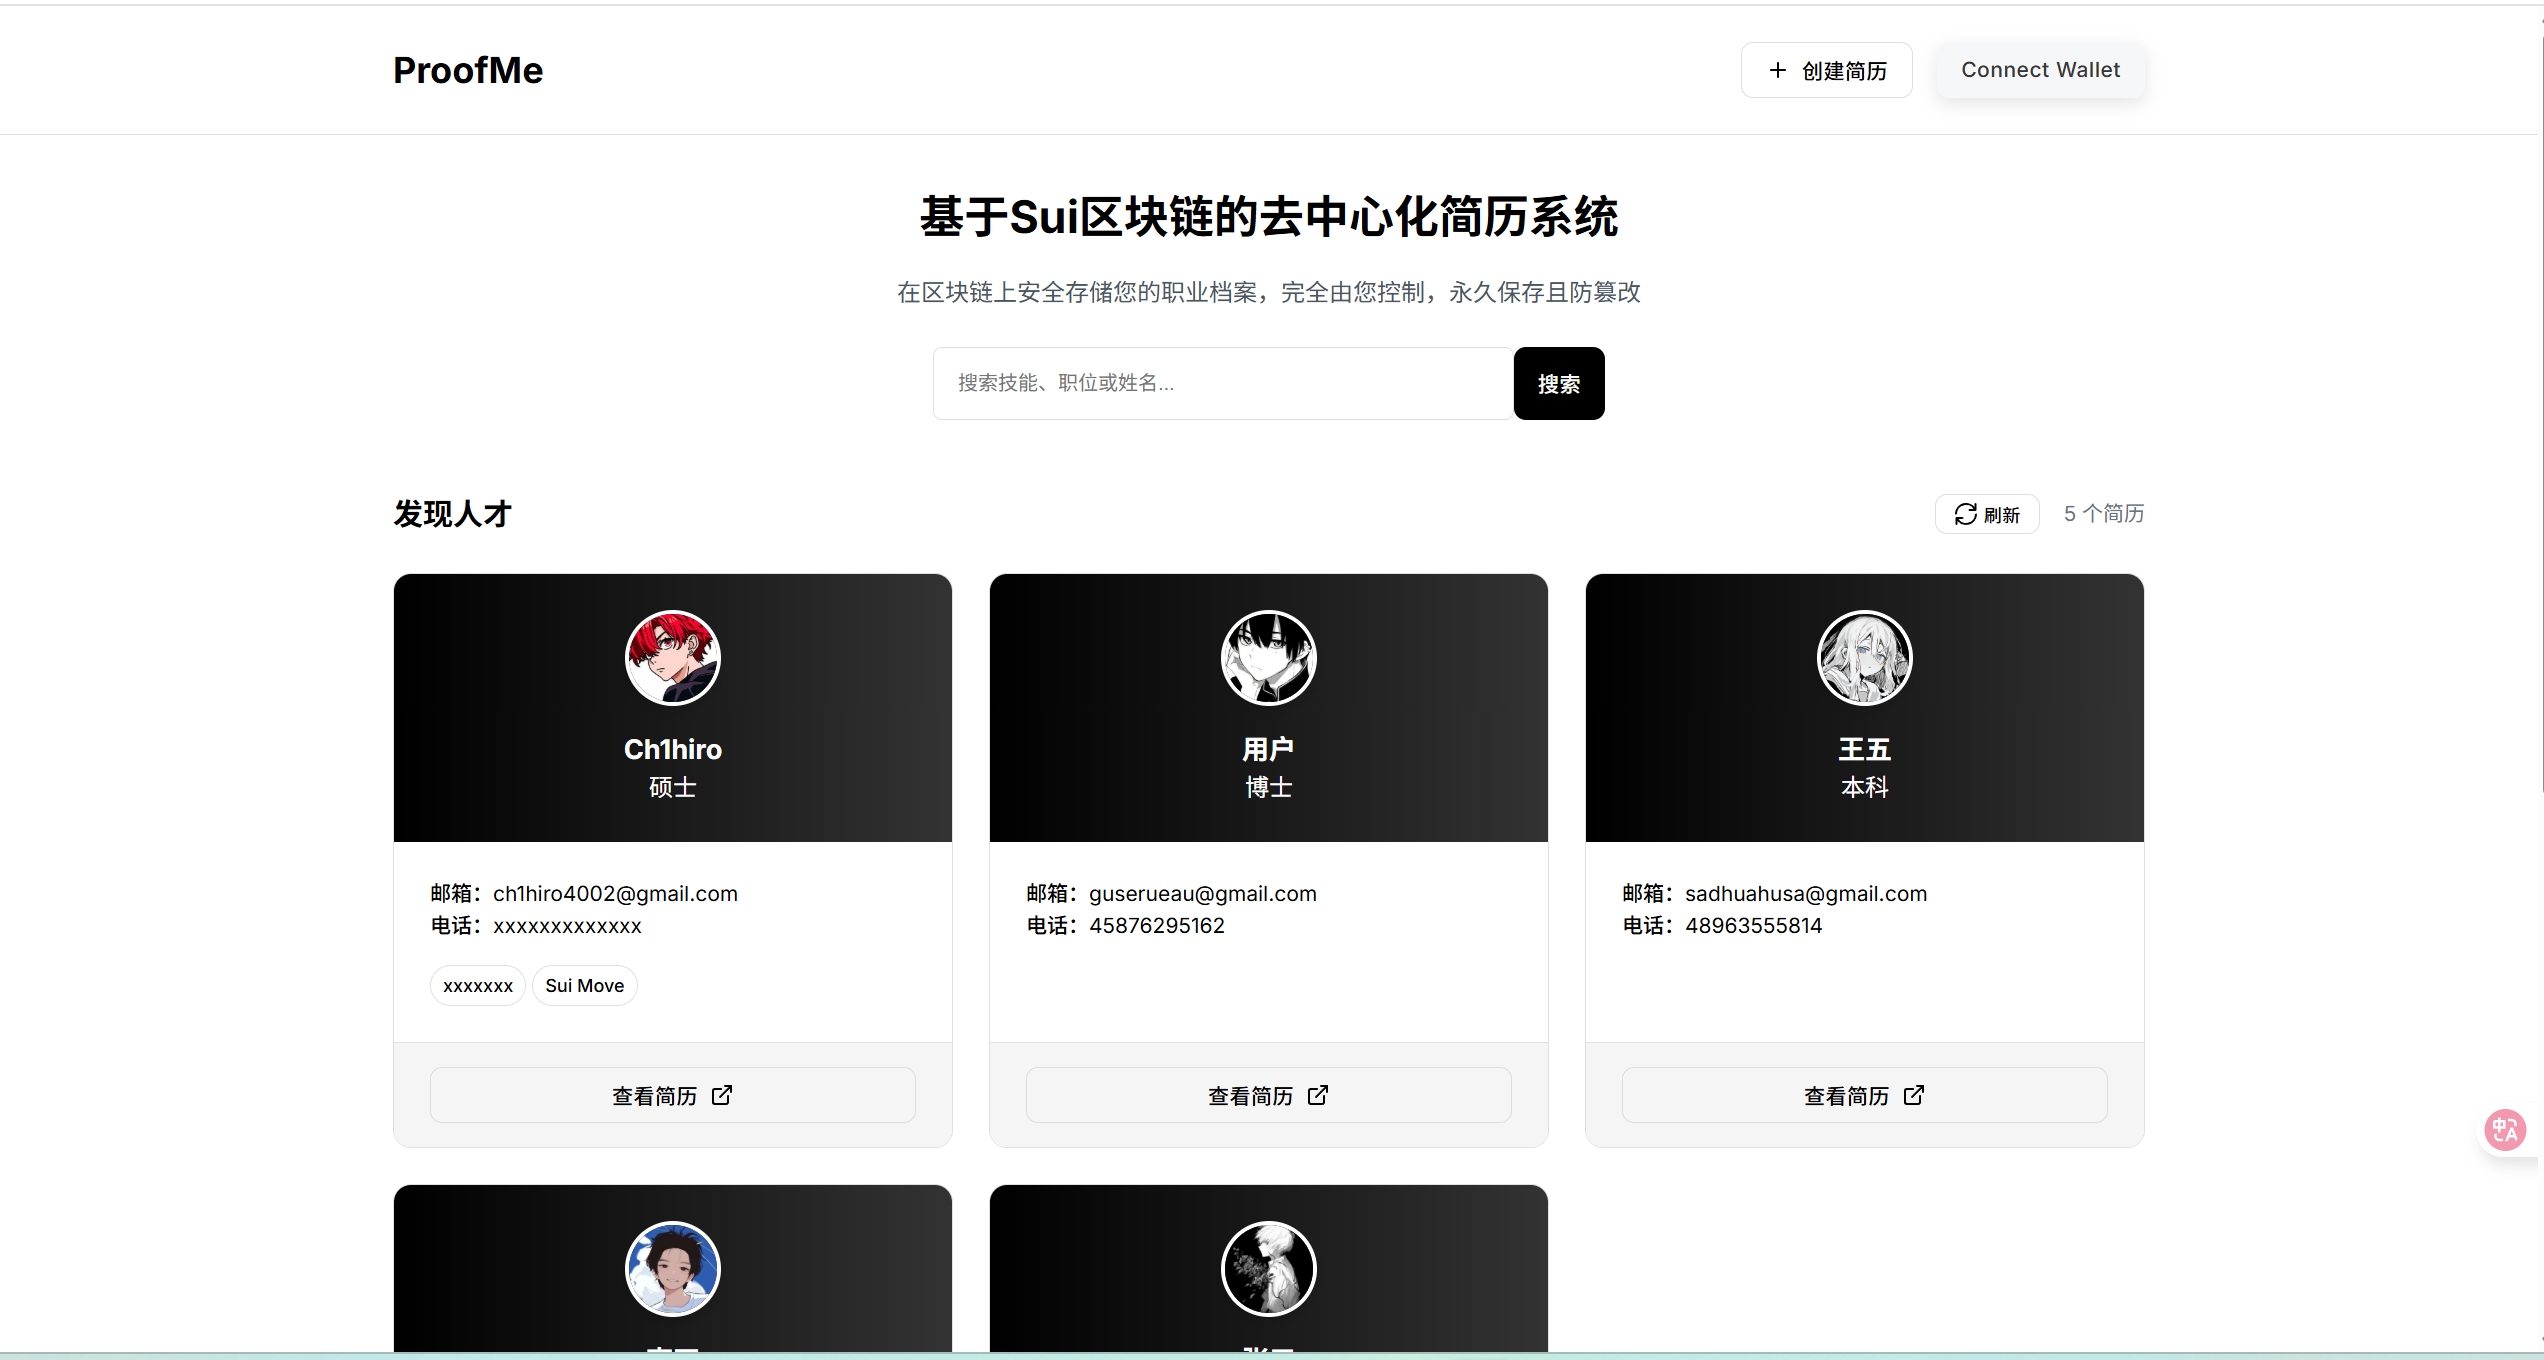 ProofMe
+ 创建简历
Connect Wallet
基于Sui区块链的去中心化简历系统
在区块链上安全存储您的职业档案，完全由您控制，永久保存且防篡改
搜索技能、职位或姓名...
搜索
发现人才
刷新
5 个简历
Ch1hiro
硕士
邮箱：ch1hiro4002@gmail.com
电话：xxxxxxxxxxxxx
xxxxxxx
Sui Move
查看简历
用户
博士
邮箱：guserueau@gmail.com
电话：45876295162
查看简历
王五
本科
邮箱：sadhuahusa@gmail.com
电话：48963555814
查看简历
中A